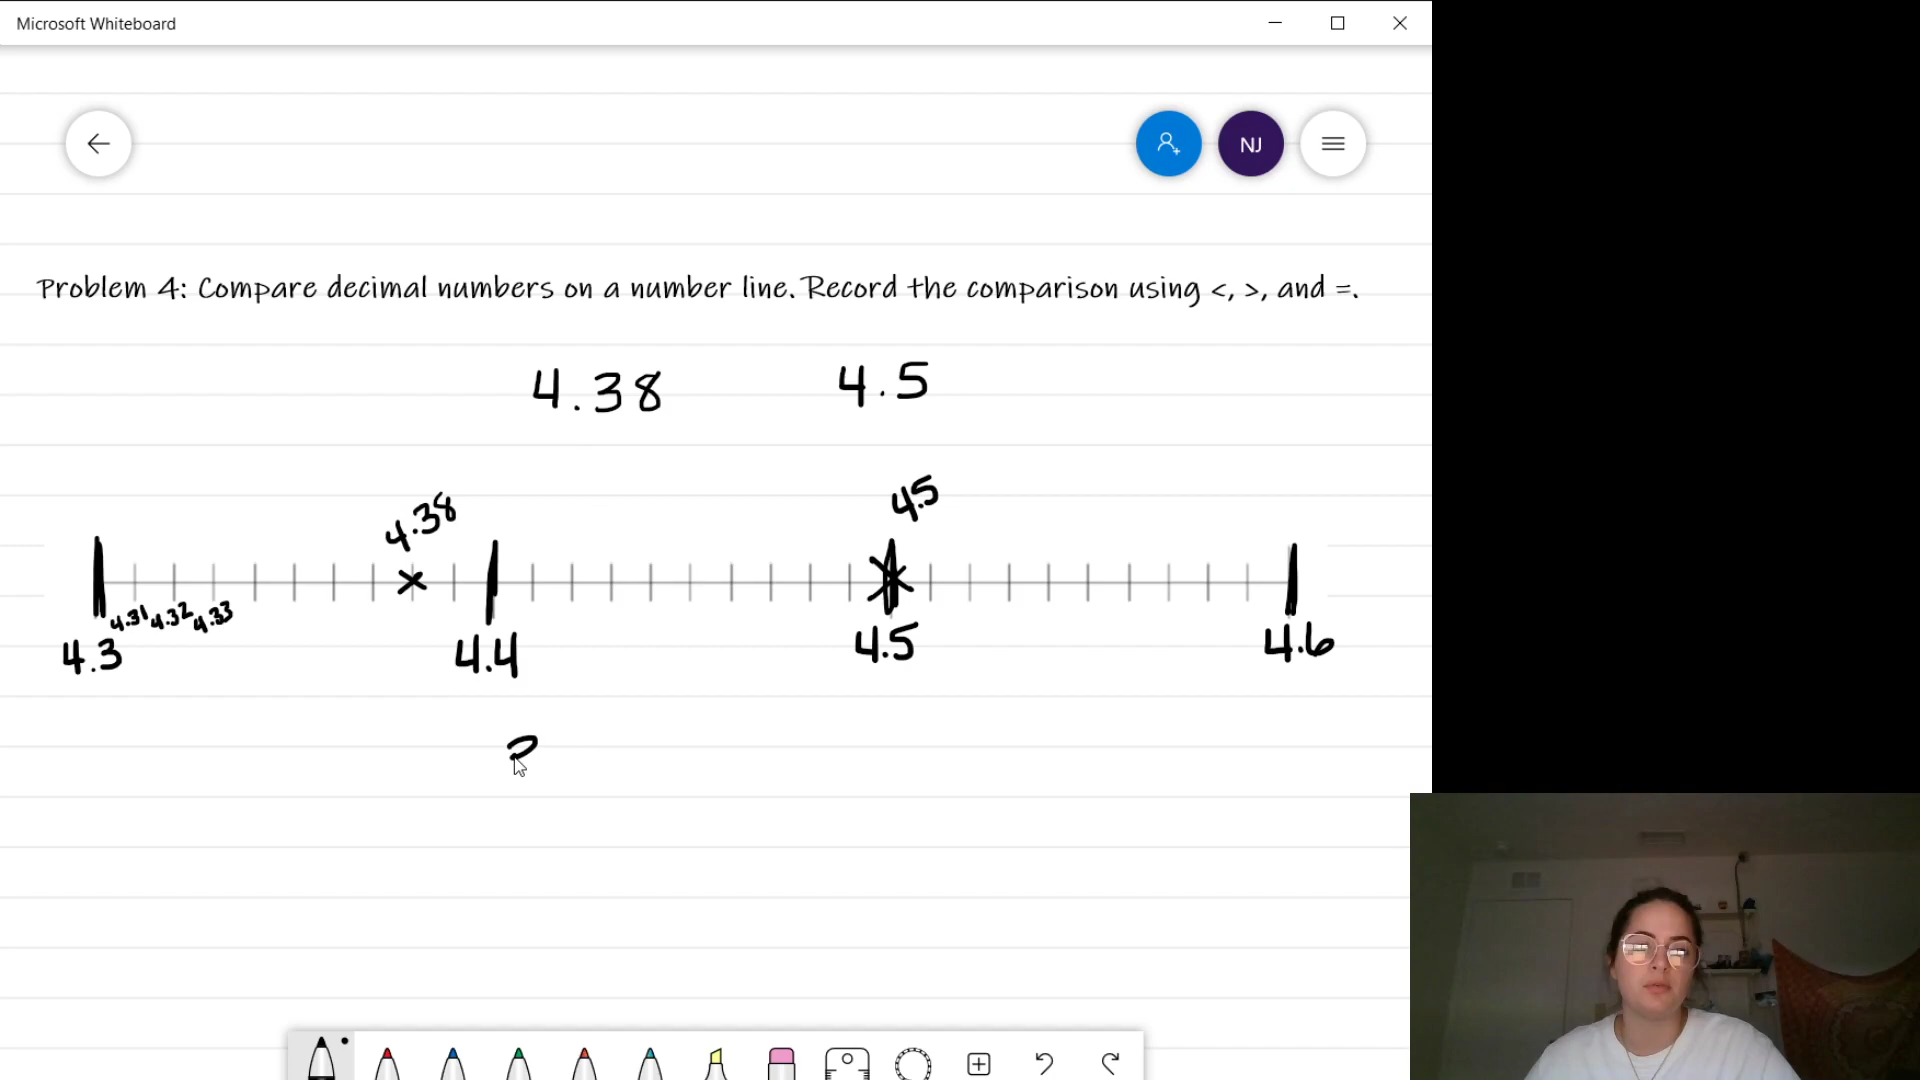 Microsoft Whiteboard
NJ
Problem 4: Compare decimal numbers on a number line. Record the comparison using <, >, and =.
4.38 4.5
4.38 4.5
4.31 4.32 4.33
4.3 4.4 4.5 4.6